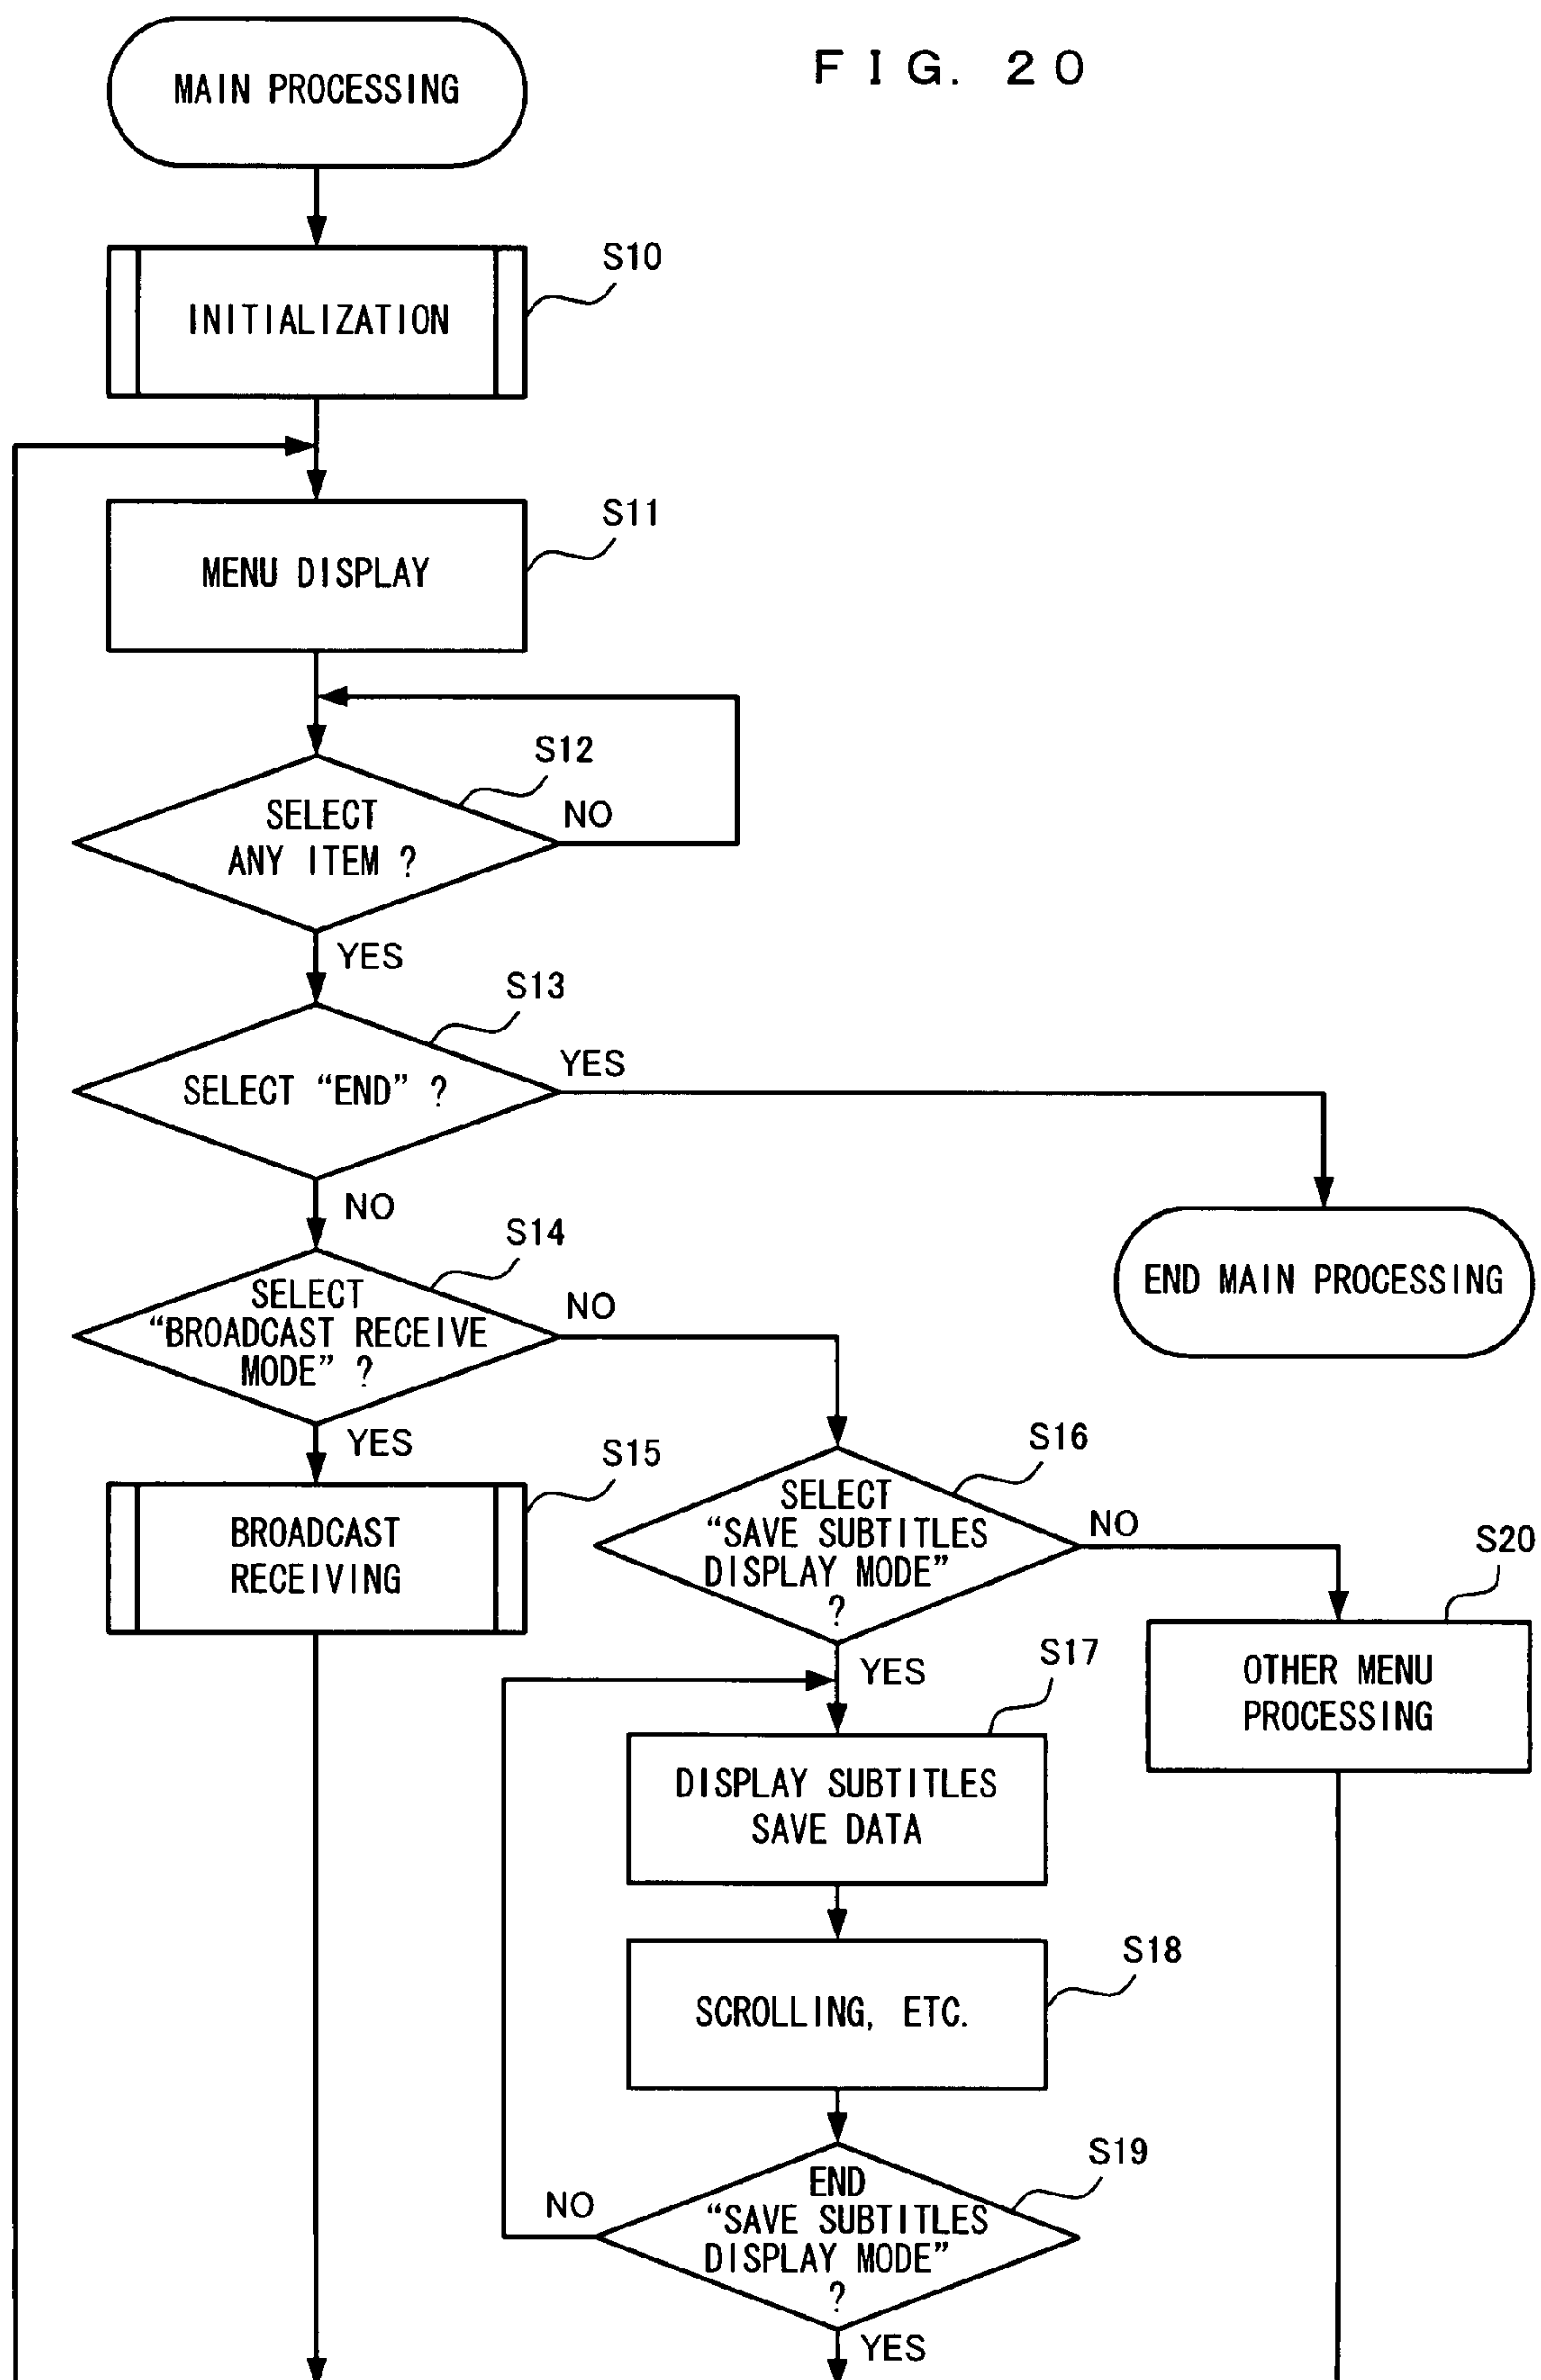 FIG. 20
MAIN PROCESSING
S10
INITIALIZATION
S11
MENU DISPLAY
S12
SELECT
ANY ITEM ?
NO
YES
S13
SELECT “END” ?
YES
NO
END MAIN PROCESSING
S14
SELECT
“BROADCAST RECEIVE
MODE” ?
NO
YES
S15
BROADCAST
RECEIVING
S16
SELECT
“SAVE SUBTITLES
DISPLAY MODE”
?
NO
YES
S20
OTHER MENU
PROCESSING
S17
DISPLAY SUBTITLES
SAVE DATA
S18
SCROLLING, ETC.
S19
END
“SAVE SUBTITLES
DISPLAY MODE”
?
NO
YES